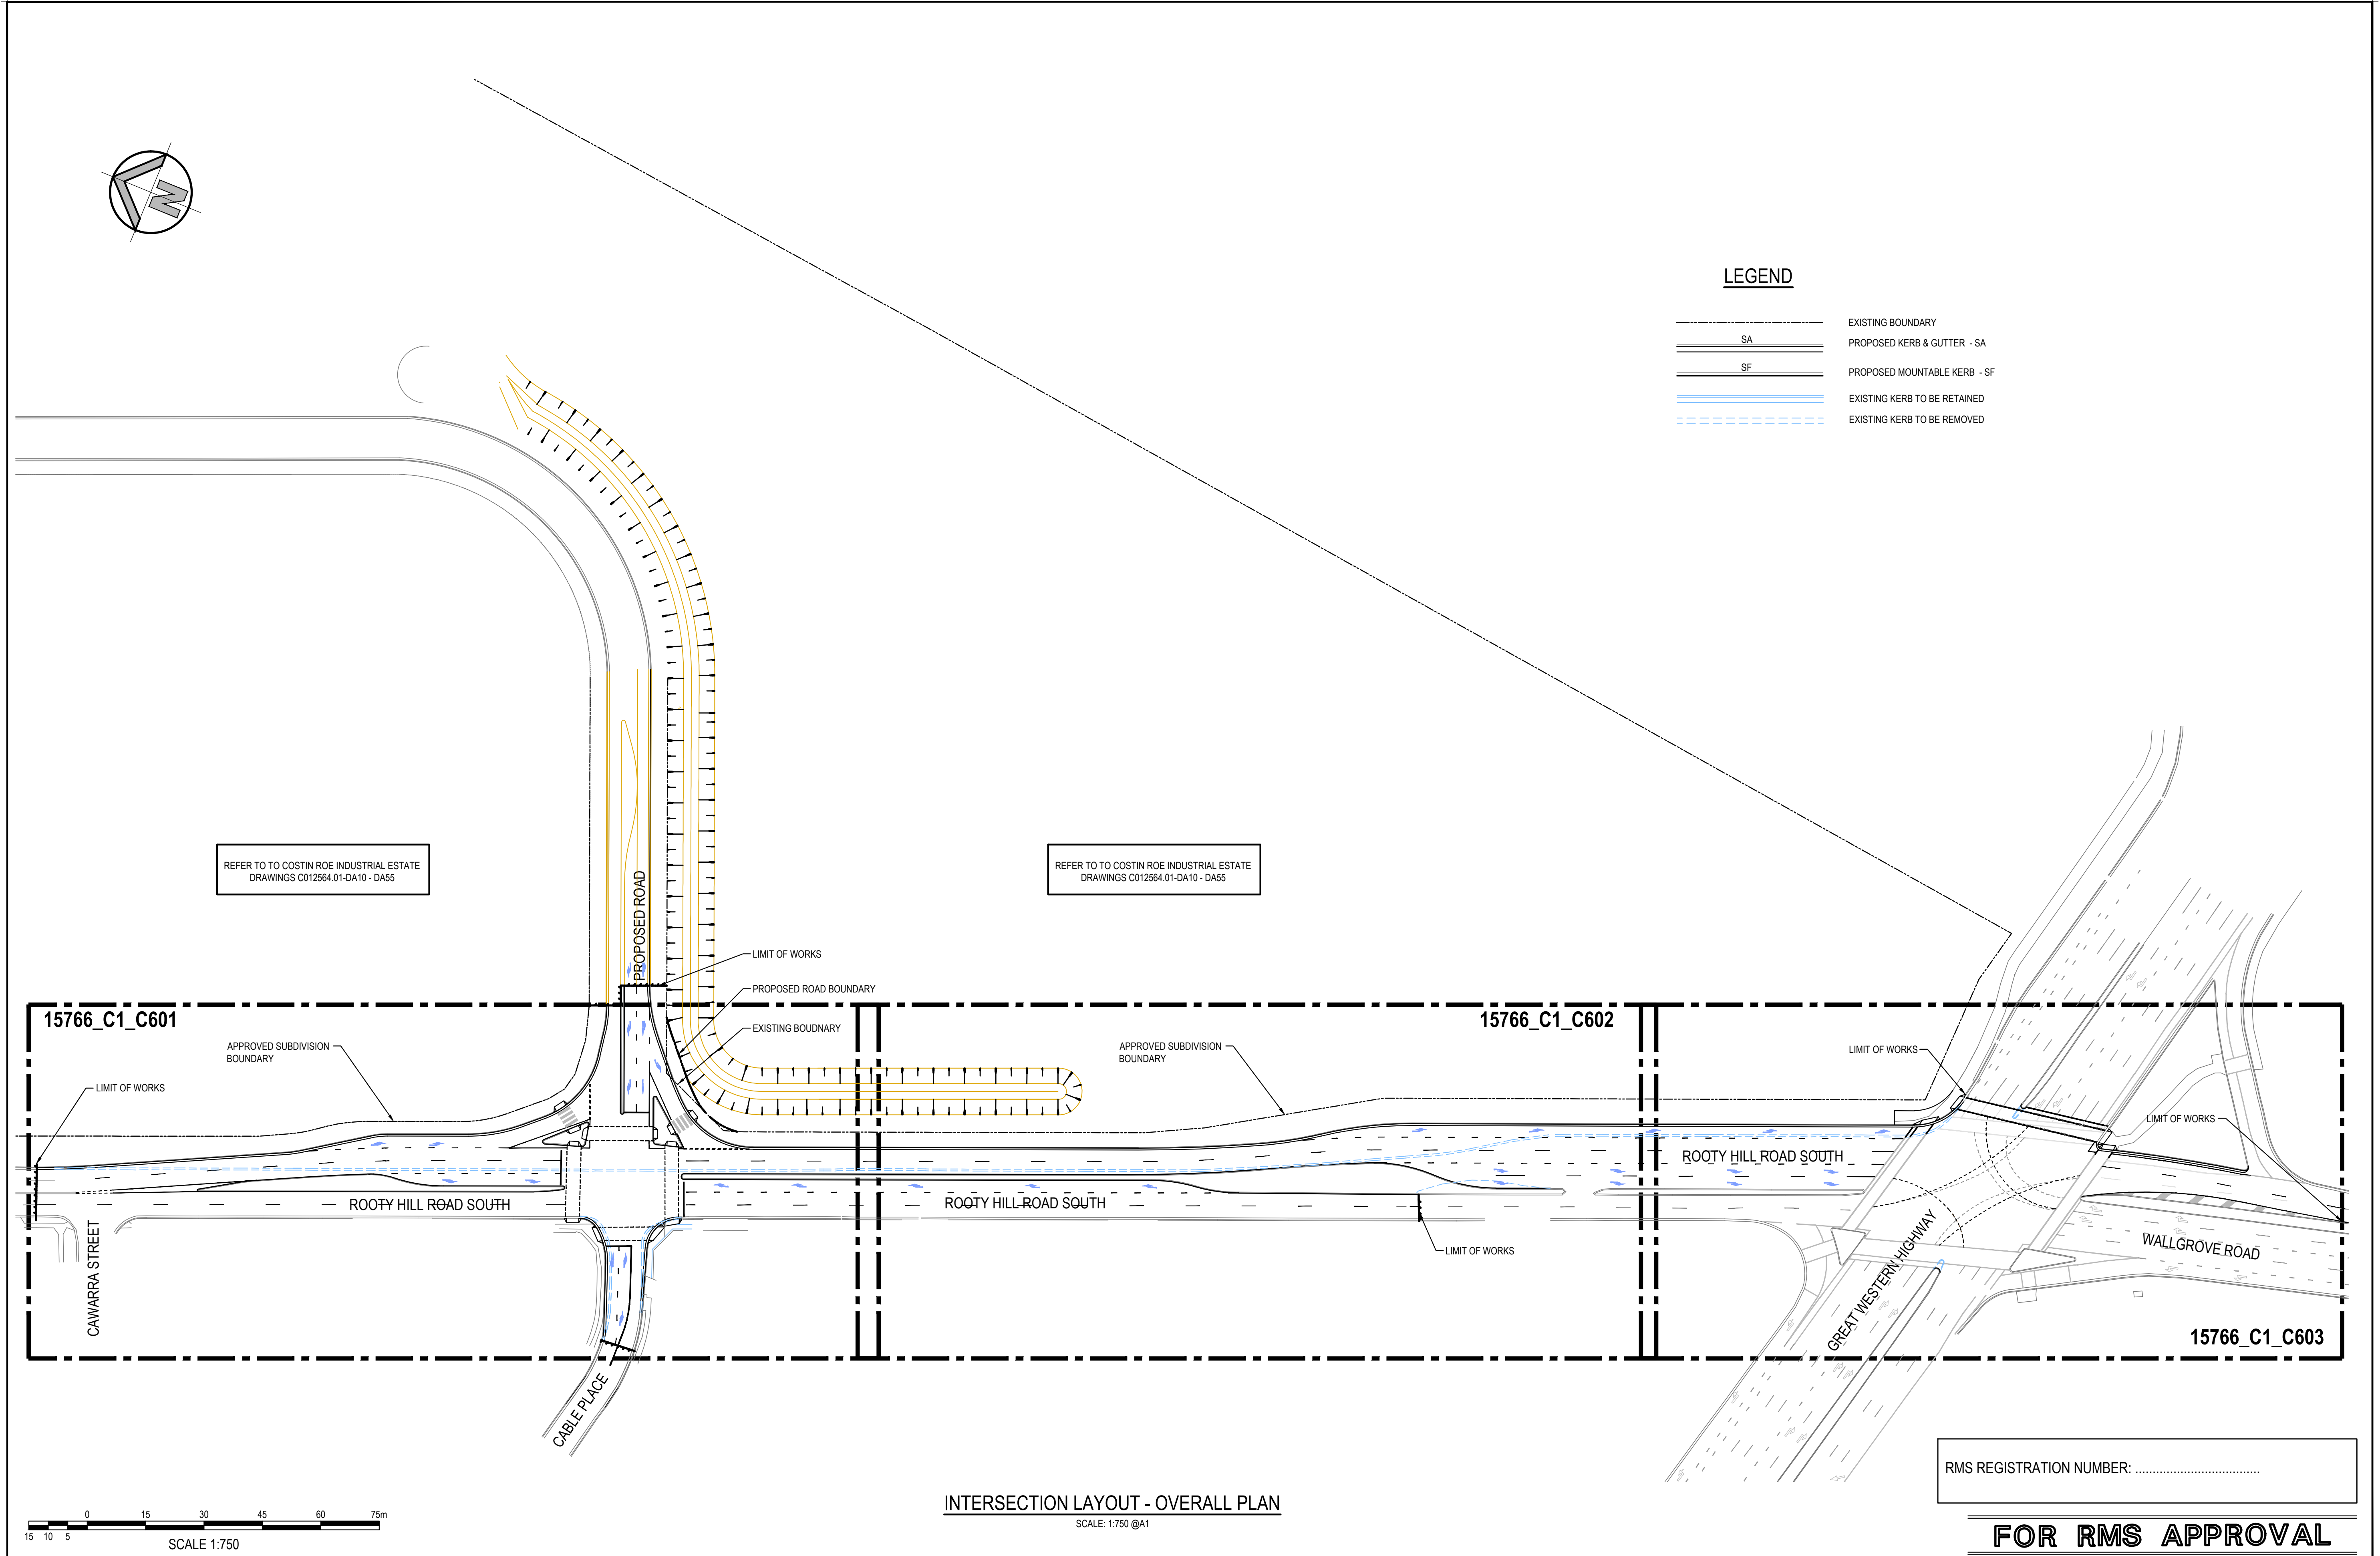 N
LEGEND
EXISTING BOUNDARY
SA
PROPOSED KERB & GUTTER - SA
SF
PROPOSED MOUNTABLE KERB - SF
EXISTING KERB TO BE RETAINED
EXISTING KERB TO BE REMOVED
REFER TO TO COSTIN ROE INDUSTRIAL ESTATE
DRAWINGS C012564.01-DA10 - DA55
REFER TO TO COSTIN ROE INDUSTRIAL ESTATE
DRAWINGS C012564.01-DA10 - DA55
PROPOSED ROAD
LIMIT OF WORKS
PROPOSED ROAD BOUNDARY
EXISTING BOUDNARY
15766_C1_C601
15766_C1_C602
APPROVED SUBDIVISION
BOUNDARY
APPROVED SUBDIVISION
BOUNDARY
LIMIT OF WORKS
LIMIT OF WORKS
LIMIT OF WORKS
ROOTY HILL ROAD SOUTH
ROOTY HILL ROAD SOUTH
ROOTY HILL ROAD SOUTH
LIMIT OF WORKS
CAWARRA STREET
GREAT WESTERN HIGHWAY
WALLGROVE ROAD
15766_C1_C603
CABLE PLACE
RMS REGISTRATION NUMBER: ..................................
INTERSECTION LAYOUT - OVERALL PLAN
SCALE: 1:750 @A1
0 15 30 45 60 75m
15 10 5
SCALE 1:750
FOR RMS APPROVAL